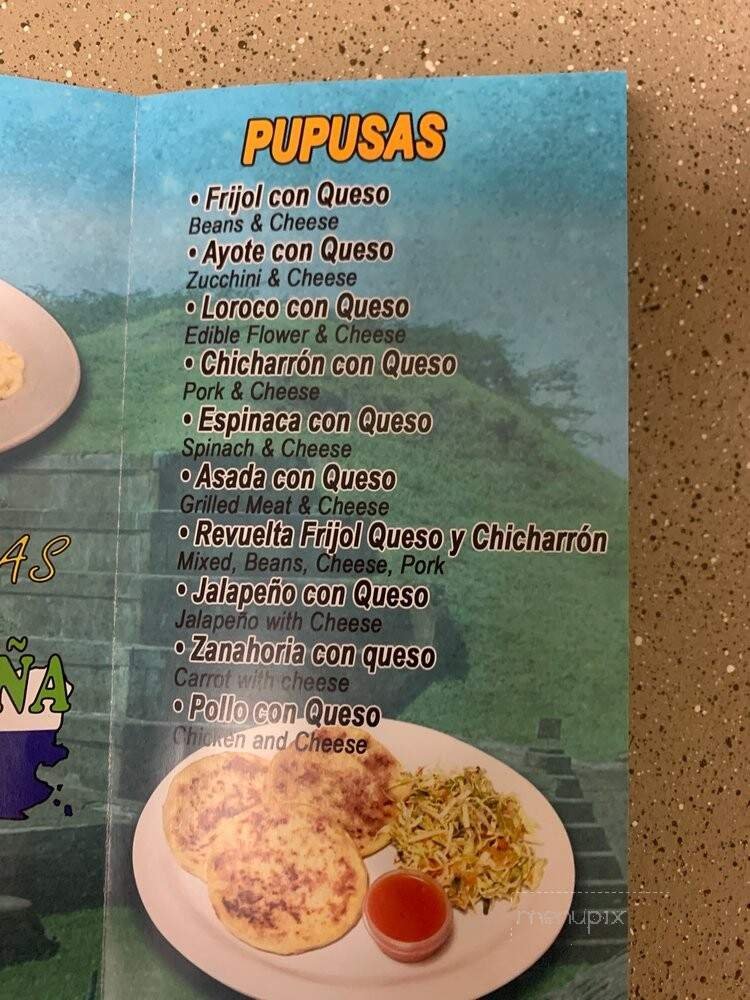 PUPUSAS
• Frijol con Queso
Beans & Cheese
• Ayote con Queso
Zucchini & Cheese
• Loroco con Queso
Edible Flower & Cheese
• Chicharrón con Queso
Pork & Cheese
• Espinaca con Queso
Spinach & Cheese
• Asada con Queso
Grilled Meat & Cheese
• Revuelta Frijol Queso y Chicharrón
Mixed, Beans, Cheese, Pork
• Jalapeño con Queso
Jalapeño with Cheese
• Zanahoria con queso
Carrot with cheese
• Pollo con Queso
Chicken and Cheese
AS
ÑA
menupix